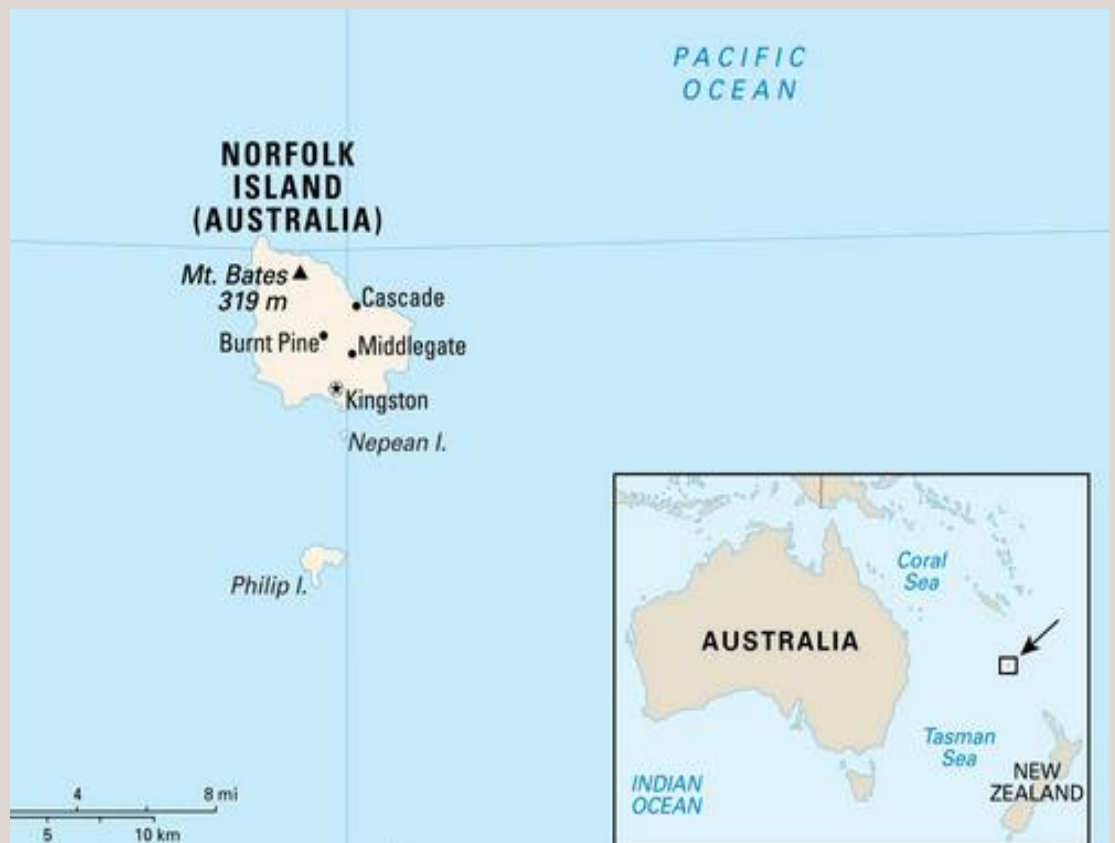 PACIFIC
OCEAN
NORFOLK
ISLAND
(AUSTRALIA)
Mt. Bates
319 m
Cascade
Burnt Pine
Middlegate
Kingston
Nepean I.
Philip I.
Coral
Sea
AUSTRALIA
Tasman
Sea
INDIAN
OCEAN
NEW
ZEALAND
4 8 mi
5 10 km